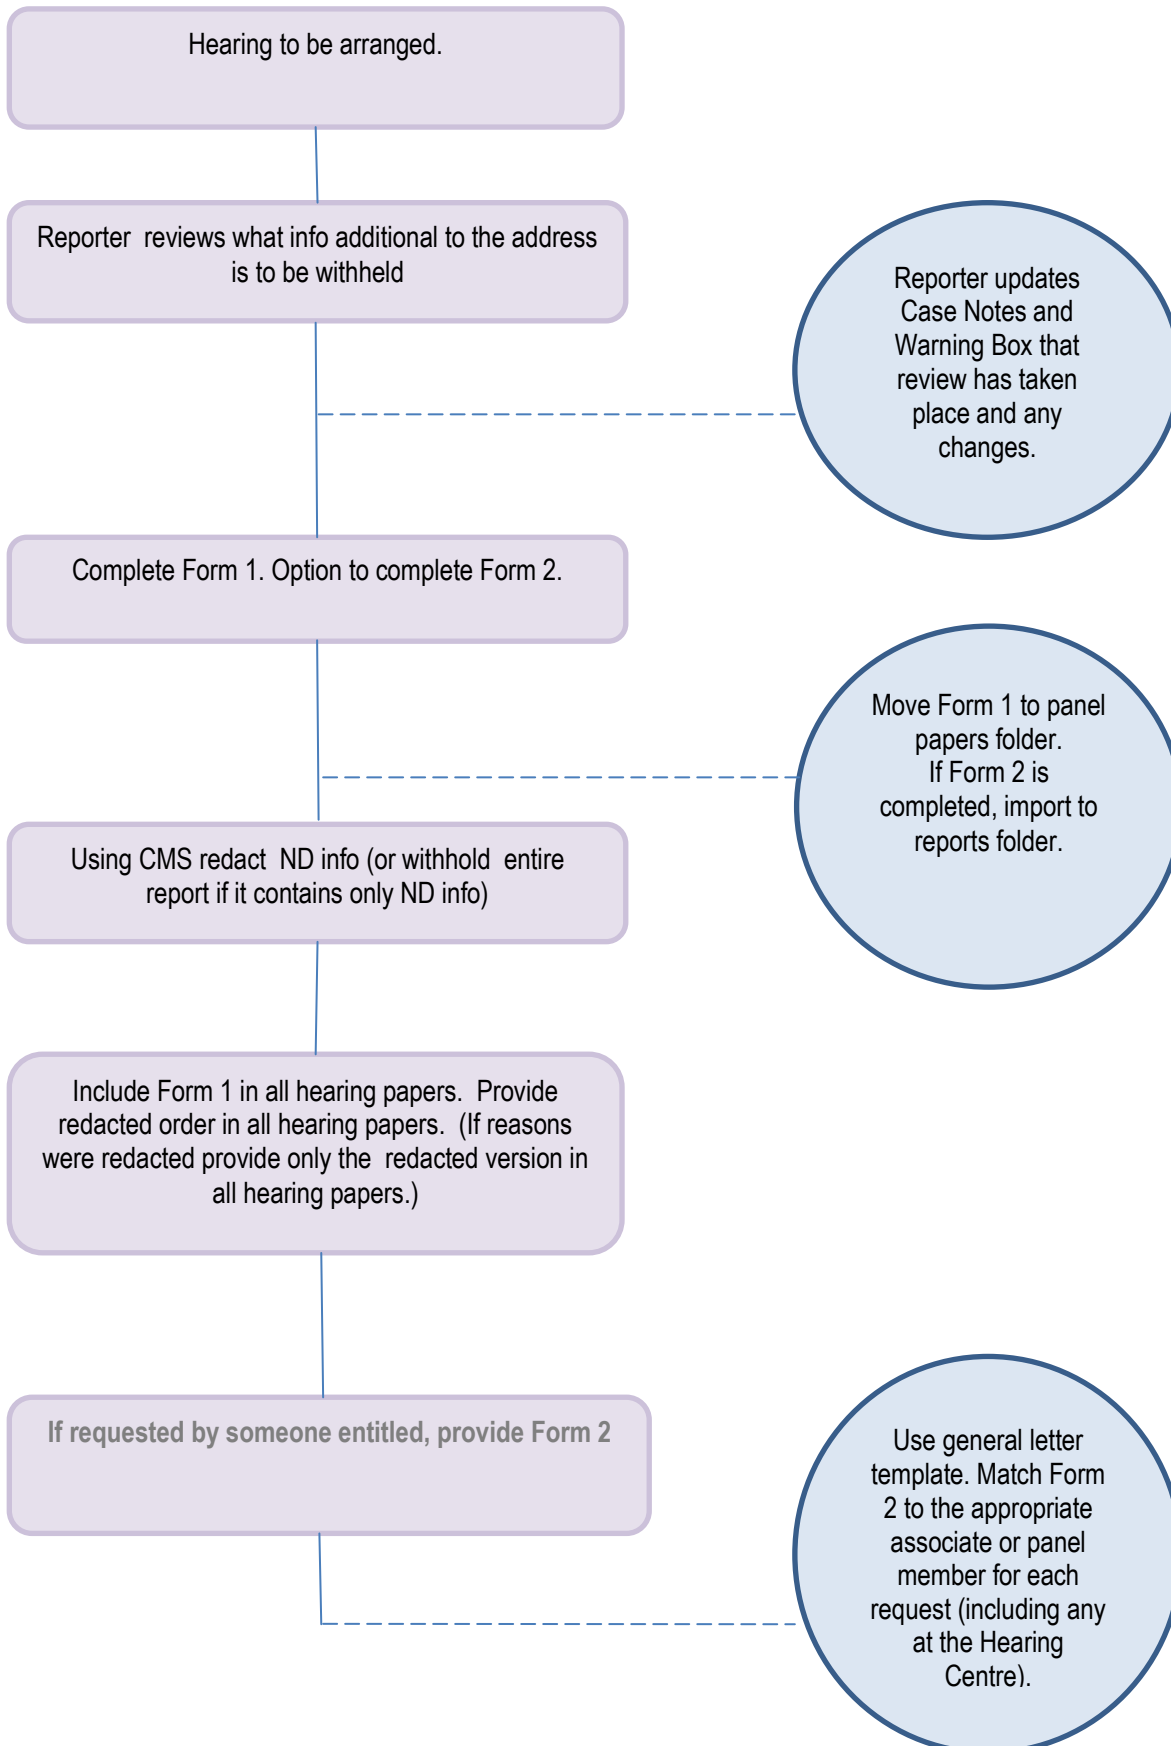 Hearing to be arranged.
Reporter reviews what info additional to the address
is to be withheld
Reporter updates
Case Notes and
Warning Box that
review has taken
place and any
changes.
Complete Form 1. Option to complete Form 2.
Move Form 1 to panel
papers folder.
If Form 2 is
completed, import to
reports folder.
Using CMS redact ND info (or withhold entire
report if it contains only ND info)
Include Form 1 in all hearing papers. Provide
redacted order in all hearing papers. (If reasons
were redacted provide only the redacted version in
all hearing papers.)
If requested by someone entitled, provide Form 2
Use general letter
template. Match Form
2 to the appropriate
associate or panel
member for each
request (including any
at the Hearing
Centre).